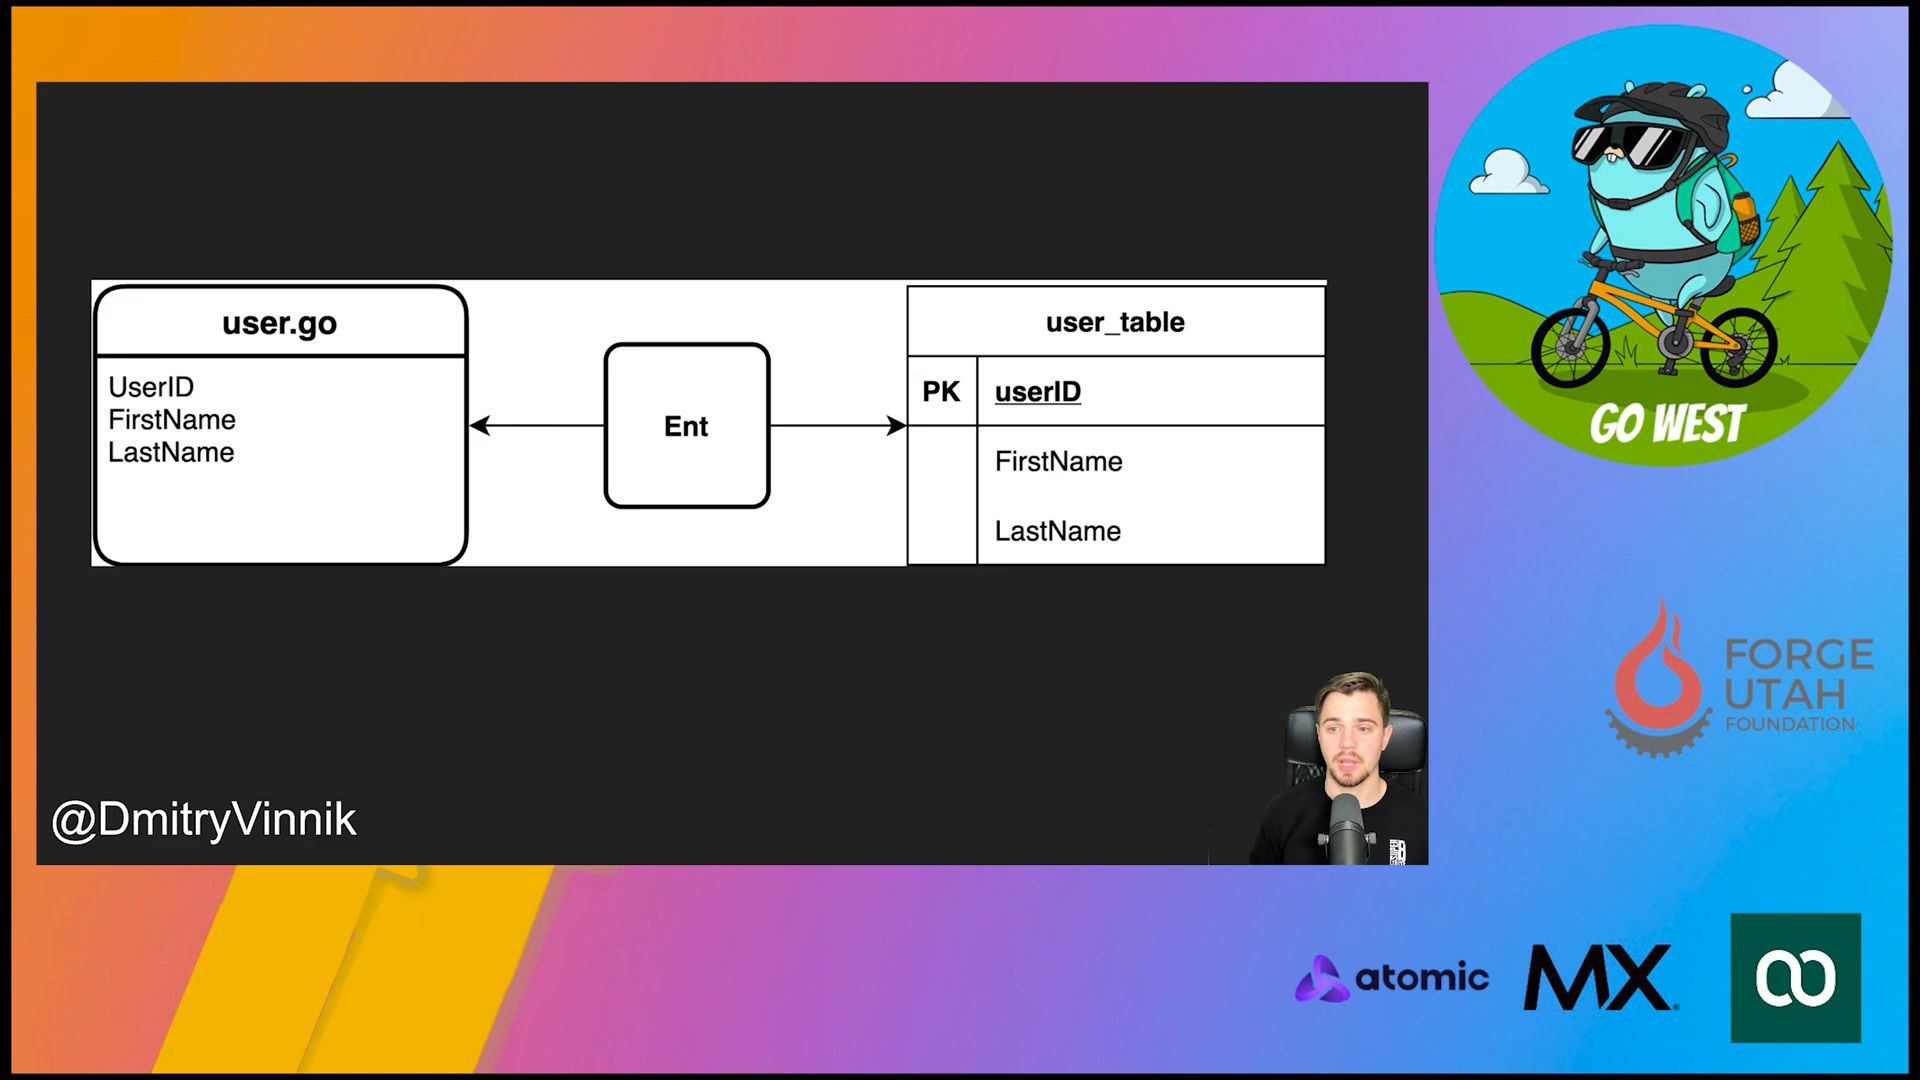 user.go
UserID
FirstName
LastName
Ent
user_table
PK
userID
FirstName
LastName
@DmitryVinnik
GO WEST
FORGE
UTAH
FOUNDATION
atomic
MX